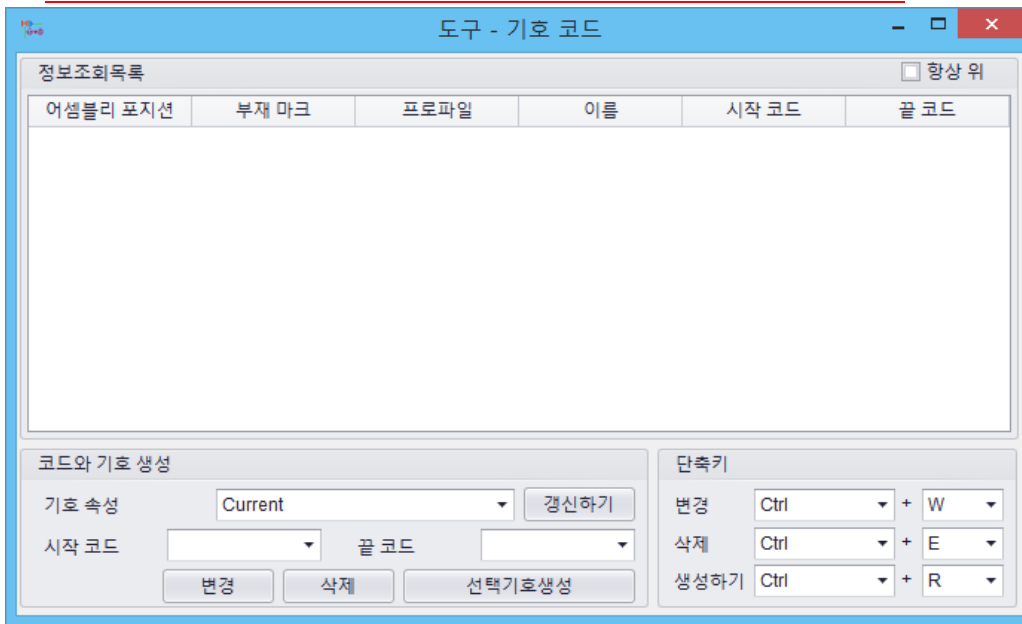 도구 - 기호 코드
정보조회목록 항상 위
어셈블리 포지션 부재 마크 프로파일 이름 시작 코드 끝 코드
코드와 기호 생성 단축키
기호 속성 Current 갱신하기 변경 Ctrl + W
시작 코드 끝 코드 삭제 Ctrl + E
변경 삭제 선택기호생성 생성하기 Ctrl + R